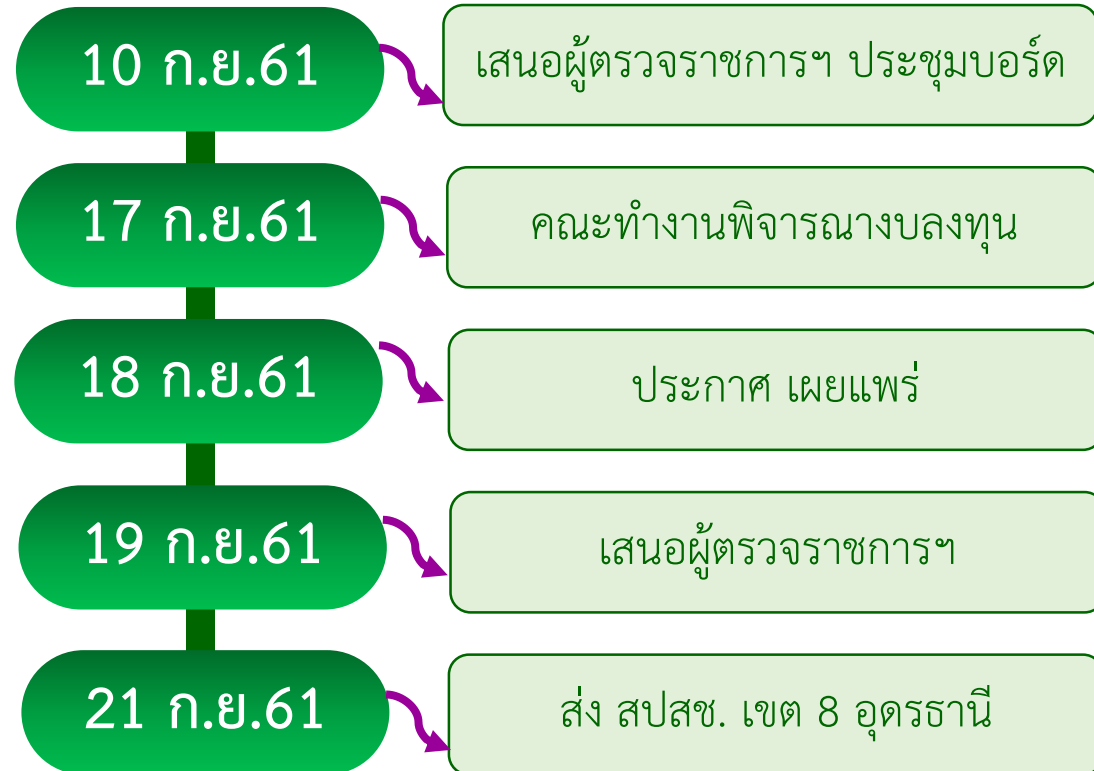 10 ก.ย.61
เสนอผู้ตรวจราชการฯ ประชุมบอร์ด
17 ก.ย.61
คณะทำงานพิจารณางบลงทุน
18 ก.ย.61
ประกาศ เผยแพร่
19 ก.ย.61
เสนอผู้ตรวจราชการฯ
21 ก.ย.61
ส่ง สปสช. เขต 8 อุดรธานี